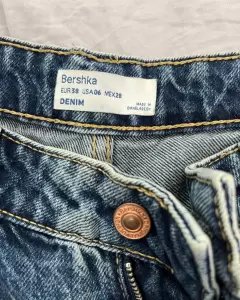 Bershka
EUR38 USA06 MEX28
DENIM
MADE IN
BANGLADESH